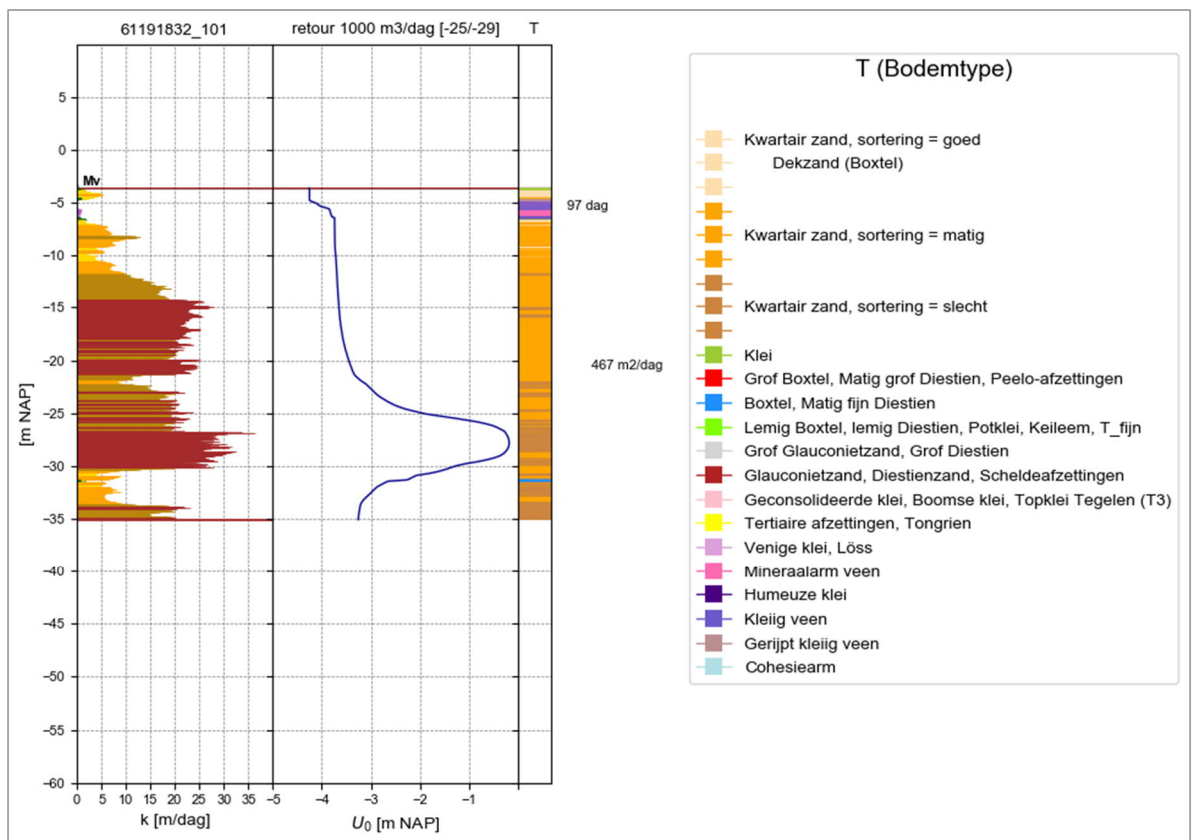 61191832_101
retour 1000 m3/dag [-25/-29]
T
5
0
−5
−10
−15
−20
−25
−30
−35
−40
−45
−50
−55
−60
[m NAP]
Mv
0 5 10 15 20 25 30 35
k [m/dag]
−5 −4 −3 −2 −1
U0 [m NAP]
97 dag
467 m2/dag
T (Bodemtype)
Kwartair zand, sortering = goed
Dekzand (Boxtel)
Kwartair zand, sortering = matig
Kwartair zand, sortering = slecht
Klei
Grof Boxtel, Matig grof Diestien, Peelo-afzettingen
Boxtel, Matig fijn Diestien
Lemig Boxtel, lemig Diestien, Potklei, Keileem, T_fijn
Grof Glauconietzand, Grof Diestien
Glauconietzand, Diestienzand, Scheldeafzettingen
Geconsolideerde klei, Boomse klei, Topklei Tegelen (T3)
Tertiaire afzettingen, Tongrien
Venige klei, Löss
Mineraalarm veen
Humeuze klei
Kleiig veen
Gerijpt kleiig veen
Cohesiearm